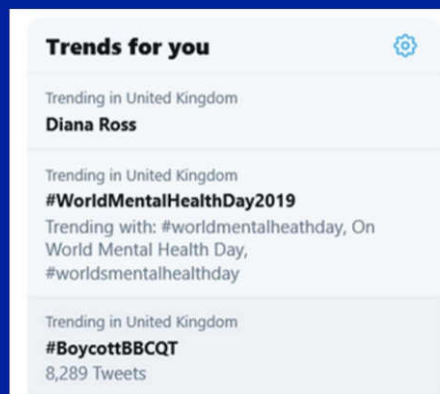 Trends for you
Trending in United Kingdom
Diana Ross
Trending in United Kingdom
#WorldMentalHealthDay2019
Trending with: #worldmentalheathday, On
World Mental Health Day,
#worldsmentalhealthday
Trending in United Kingdom
#BoycottBBCQT
8,289 Tweets